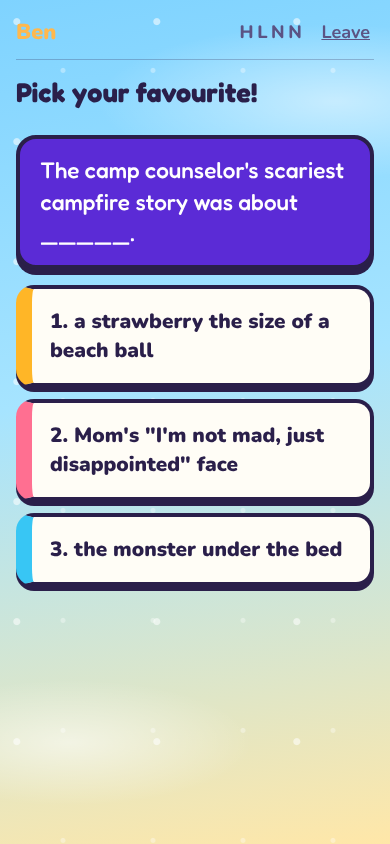 Bon
HLNN Leave
Pick your favourite!
The camp counselor's scariest
campfire story was about
_____.
1. a strawberry the size of a
beach ball
2. Mom's "I'm not mad, just
disappointed" face
3. the monster under the bed